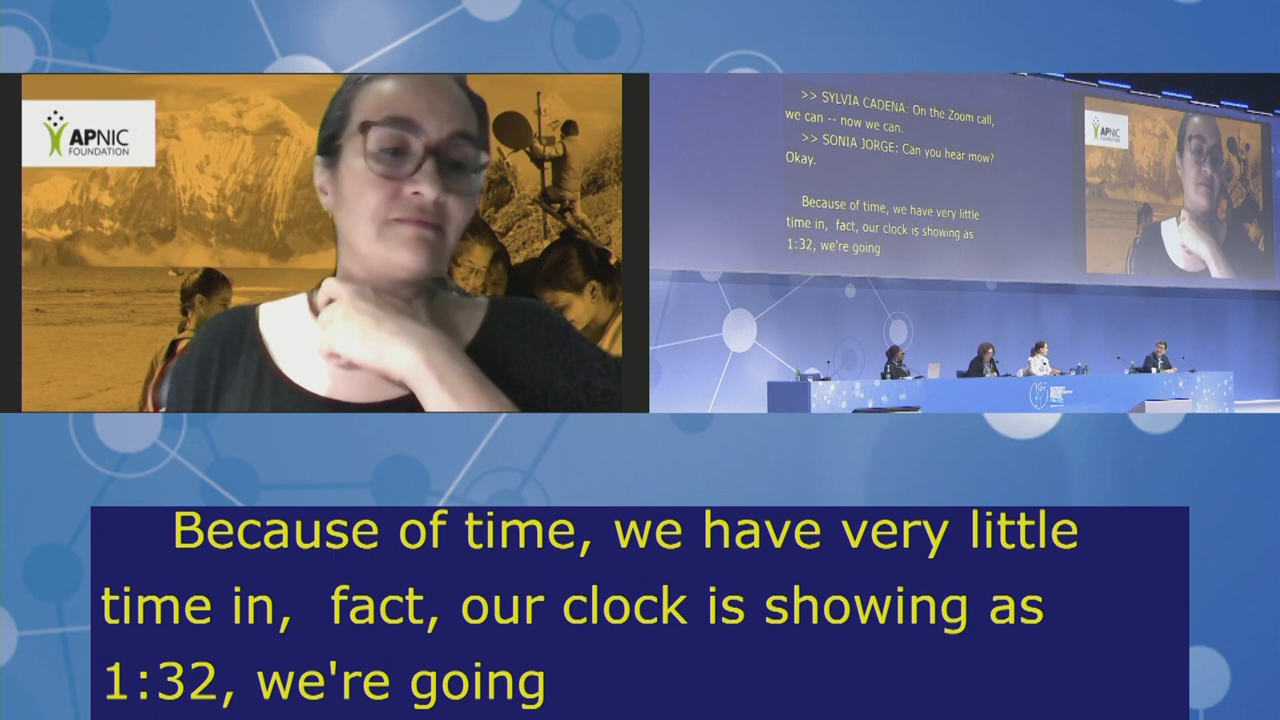 APNIC
FOUNDATION
>> SYLVIA CADENA: On the Zoom call,
we can -- now we can.
>> SONIA JORGE: Can you hear mow?
Okay.
Because of time, we have very little
time in, fact, our clock is showing as
1:32, we're going
APNIC
IGF
Because of time, we have very little
time in, fact, our clock is showing as
1:32, we're going